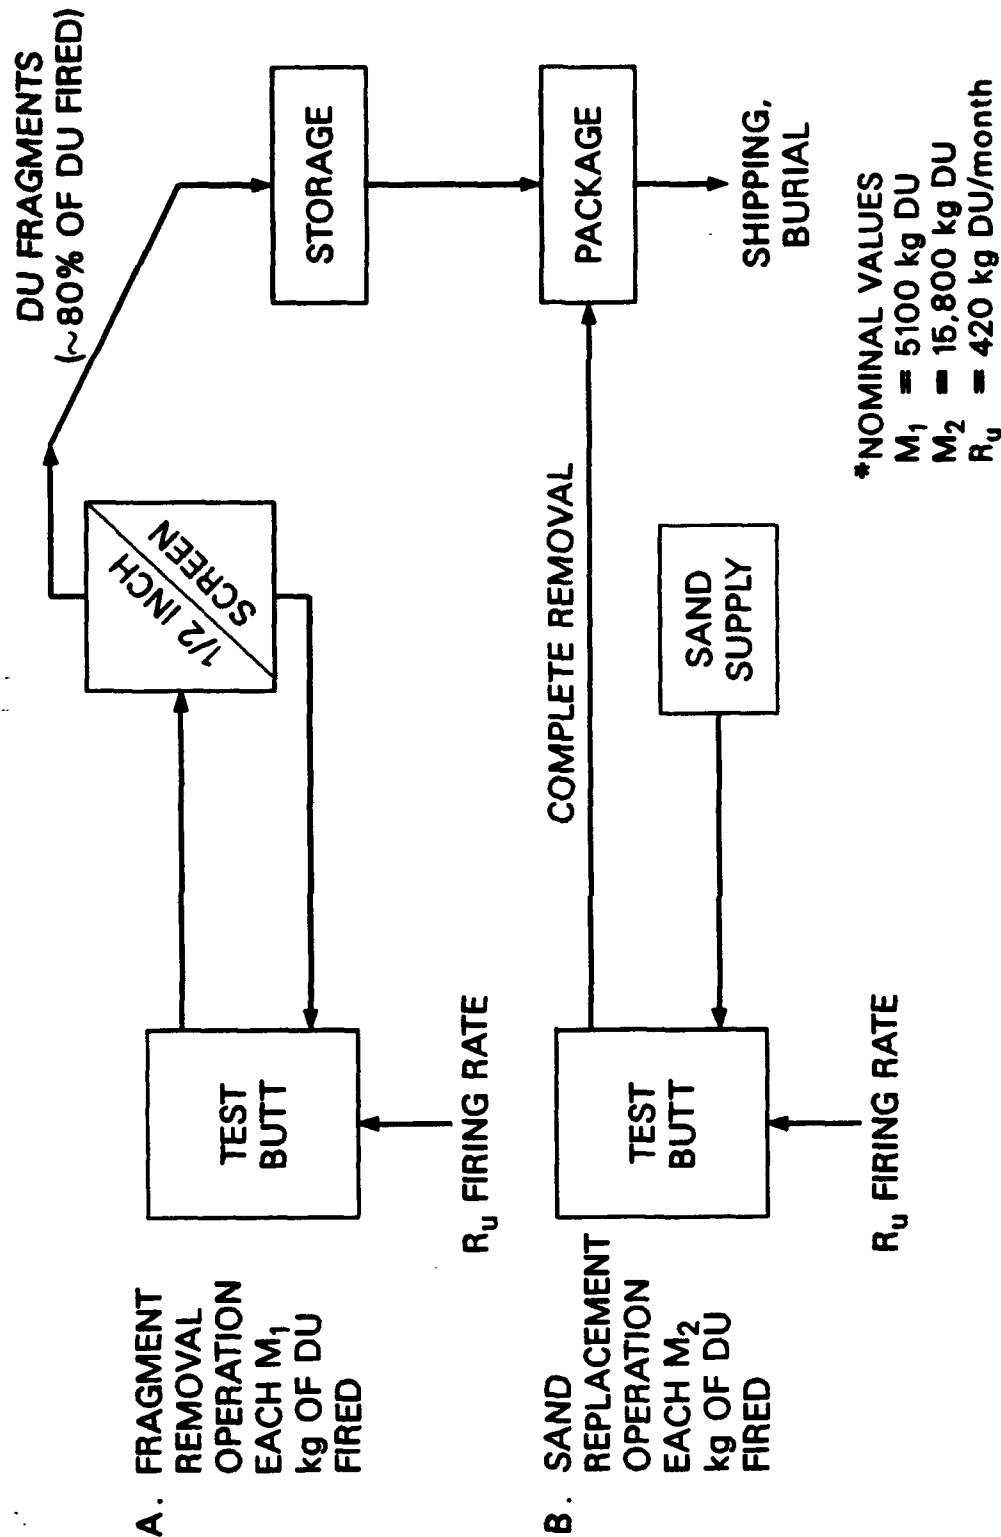 A. FRAGMENT
REMOVAL
OPERATION
EACH M₁
kg OF DU
FIRED
TEST
BUTT
R_u FIRING RATE
1/2 INCH
SCREEN
DU FRAGMENTS
(~80% OF DU FIRED)
STORAGE
PACKAGE
SHIPPING,
BURIAL
B. SAND
REPLACEMENT
OPERATION
EACH M₂
kg OF DU
FIRED
TEST
BUTT
R_u FIRING RATE
COMPLETE REMOVAL
SAND
SUPPLY
*NOMINAL VALUES
M₁ = 5100 kg DU
M₂ = 15,800 kg DU
R_u = 420 kg DU/month